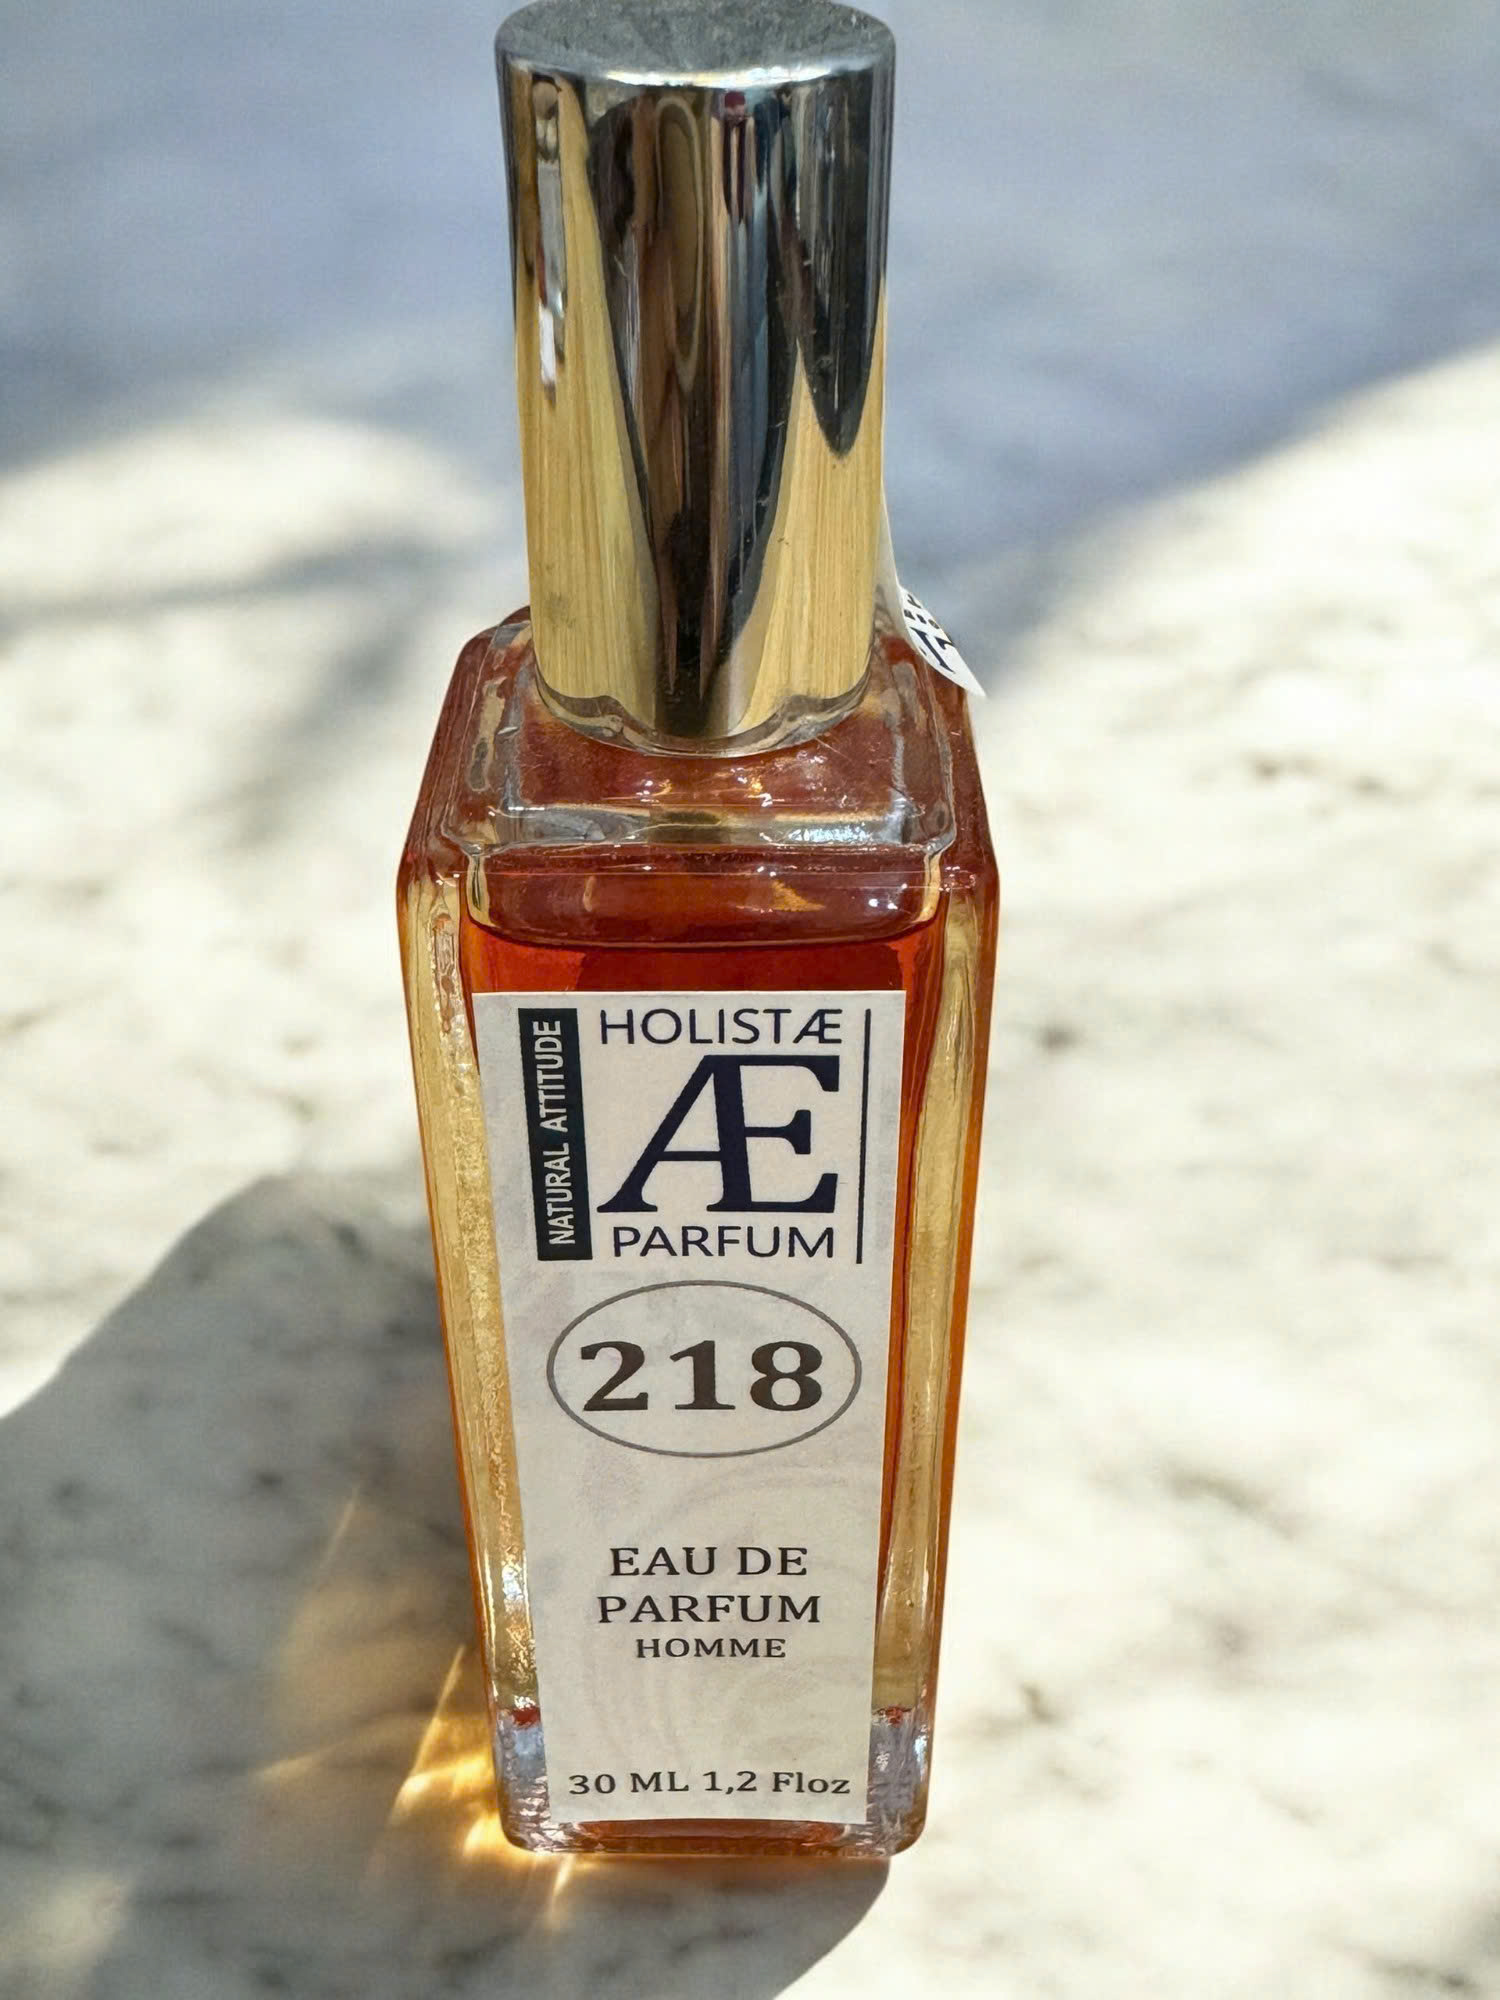 NATURAL ATTITUDE
HOLISTÆ
Æ
PARFUM
218
EAU DE
PARFUM
HOMME
30 ML 1,2 Floz